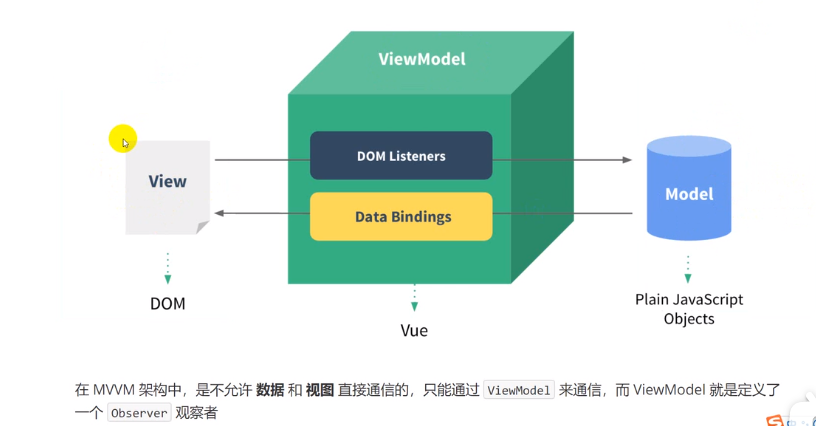 ViewModel
DOM Listeners
View
Model
Data Bindings
DOM
Vue
Plain JavaScript
Objects
在 MVVM 架构中，是不允许 数据 和 视图 直接通信的，只能通过 ViewModel 来通信，而 ViewModel 就是定义了
一个 Observer 观察者